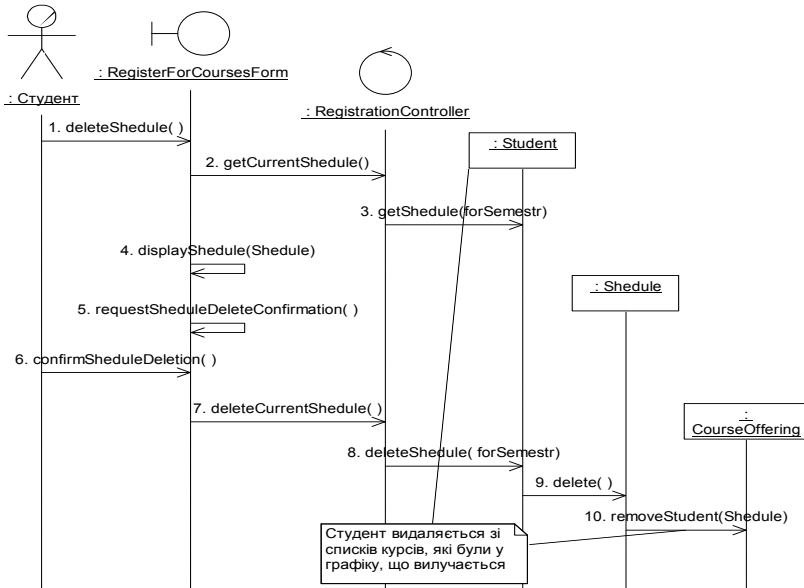 : RegisterForCoursesForm
: Студент
: RegistrationController
1. deleteShedule( )
: Student
2. getCurrentShedule()
3. getShedule(forSemestr)
4. displayShedule(Shedule)
: Shedule
5. requestSheduleDeleteConfirmation( )
6. confirmSheduleDeletion( )
7. deleteCurrentShedule( )
:
CourseOffering
8. deleteShedule( forSemestr)
9. delete( )
10. removeStudent(Shedule)
Студент видаляється зі
списків курсів, які були у
графіку, що вилучається